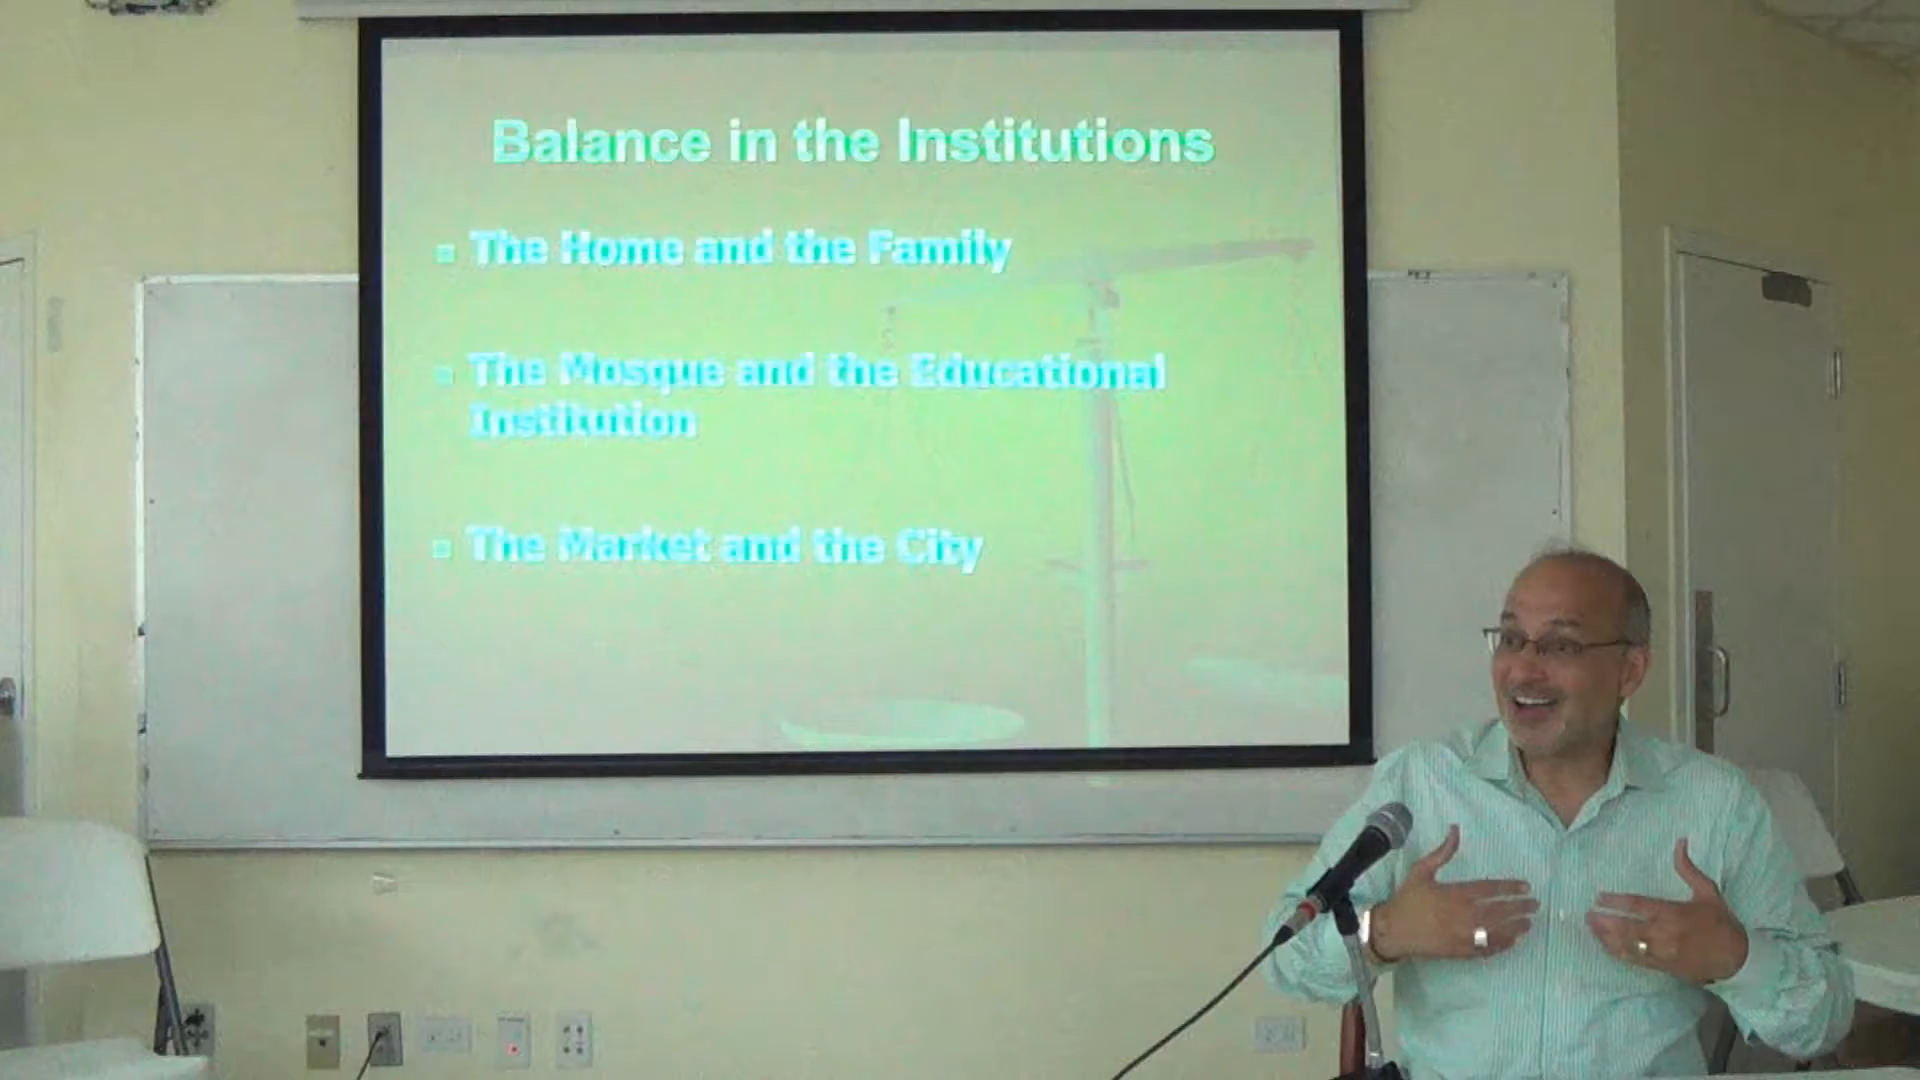 Balance in the Institutions
The Home and the Family
The Mosque and the Educational
Institution
The Market and the City